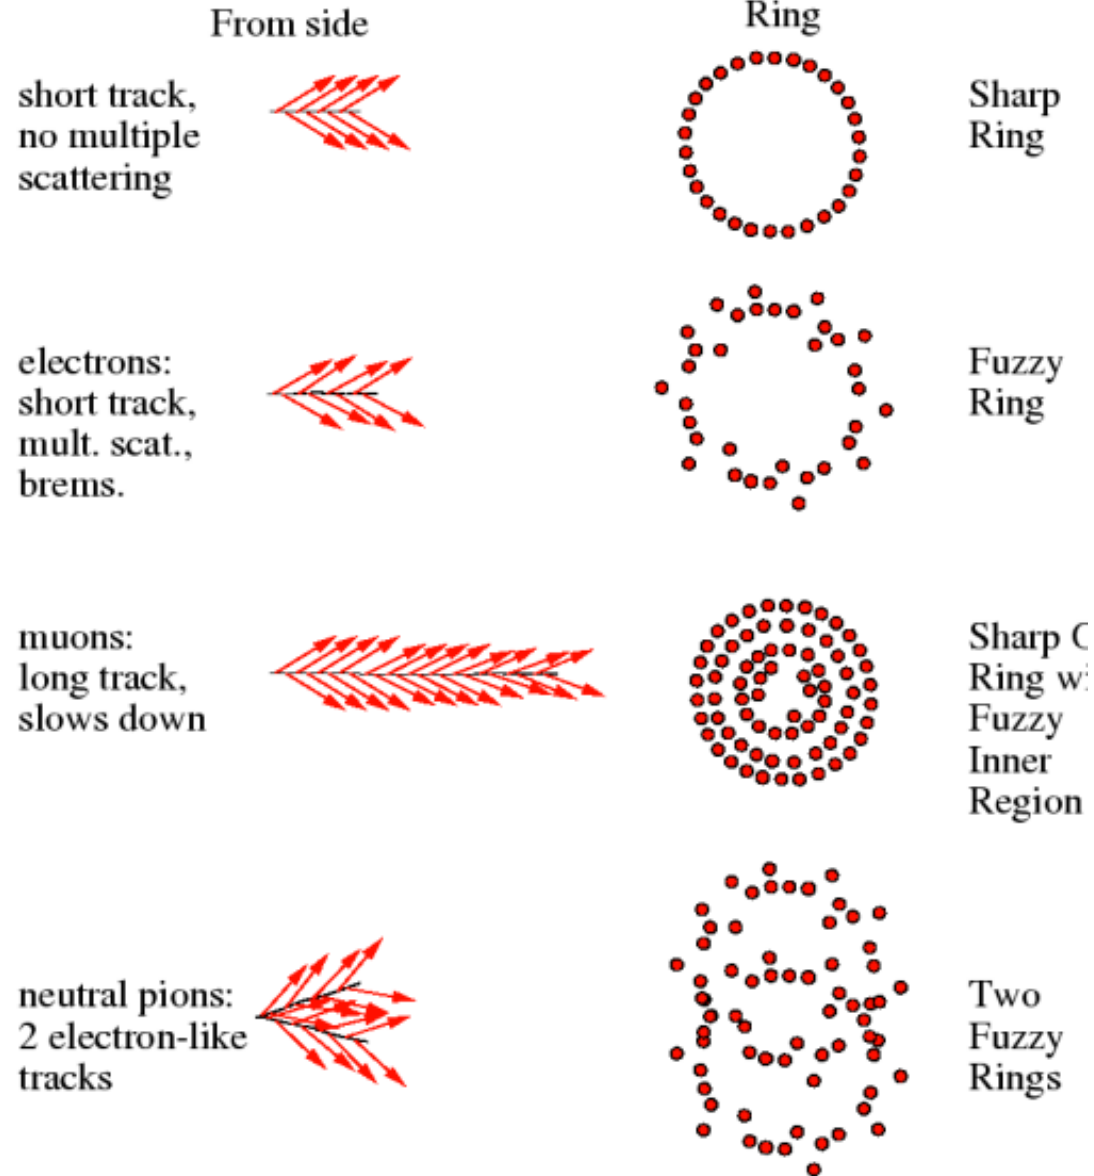 From side
Ring
short track,
no multiple
scattering
Sharp
Ring
electrons:
short track,
mult. scat.,
brems.
Fuzzy
Ring
muons:
long track,
slows down
Sharp
Ring
Fuzzy
Inner
Region
neutral pions:
2 electron-like
tracks
Two
Fuzzy
Rings